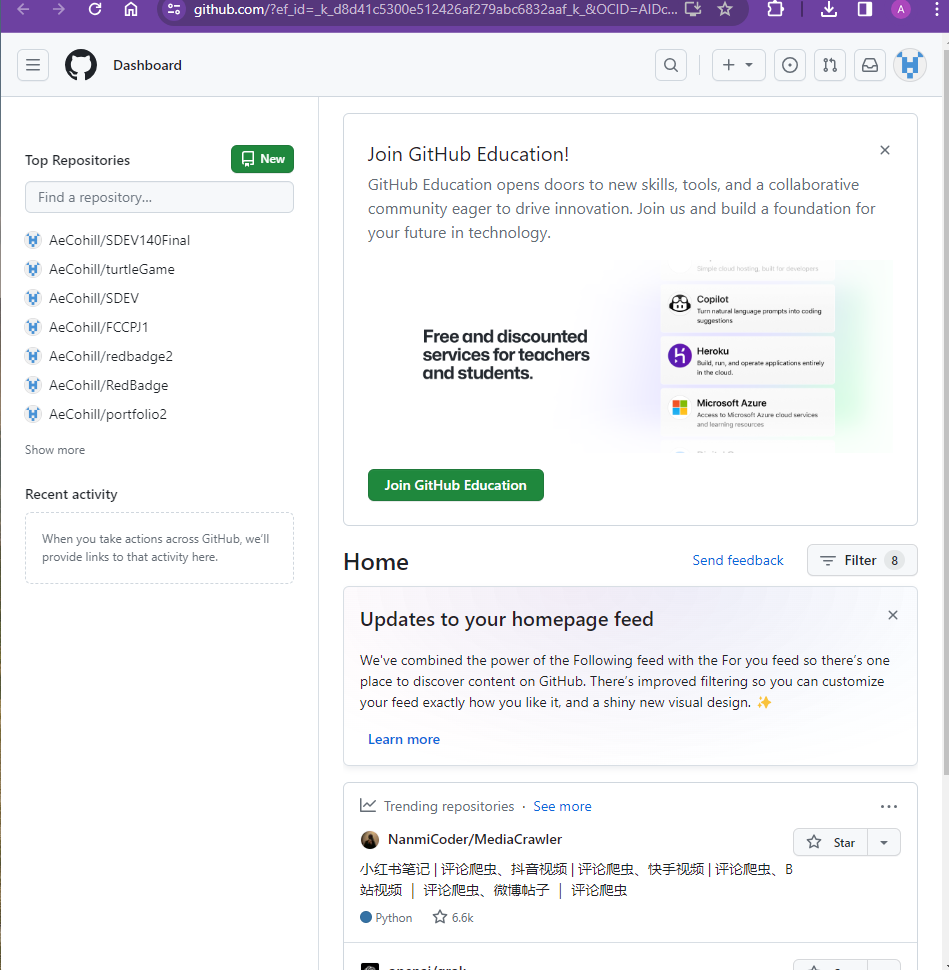 github.com/?ef_id=_k_d8d41c5300e512426af279abc6832aaf_k_&OCID=AIDc...
A
Dashboard
Top Repositories
New
Find a repository...
AeCohill/SDEV140Final
AeCohill/turtleGame
AeCohill/SDEV
AeCohill/FCCPJ1
AeCohill/redbadge2
AeCohill/RedBadge
AeCohill/portfolio2
Show more
Recent activity
When you take actions across GitHub, we’ll
provide links to that activity here.
Join GitHub Education!
GitHub Education opens doors to new skills, tools, and a collaborative
community eager to drive innovation. Join us and build a foundation for
your future in technology.
Free and discounted
services for teachers
and students.
Simple cloud hosting, built for developers
Copilot
Turn natural language prompts into coding
suggestions
Heroku
Build, run, and operate applications entirely
in the cloud.
Microsoft Azure
Access to Microsoft Azure cloud services
and learning resources
Join GitHub Education
Home
Send feedback
Filter 8
Updates to your homepage feed
We've combined the power of the Following feed with the For you feed so there’s one
place to discover content on GitHub. There’s improved filtering so you can customize
your feed exactly how you like it, and a shiny new visual design. ✨
Learn more
Trending repositories · See more
NanmiCoder/MediaCrawler
Star
小红书笔记 | 评论爬虫、抖音视频 | 评论爬虫、快手视频 | 评论爬虫、B
站视频 ｜ 评论爬虫、微博帖子 ｜ 评论爬虫
Python
6.6k